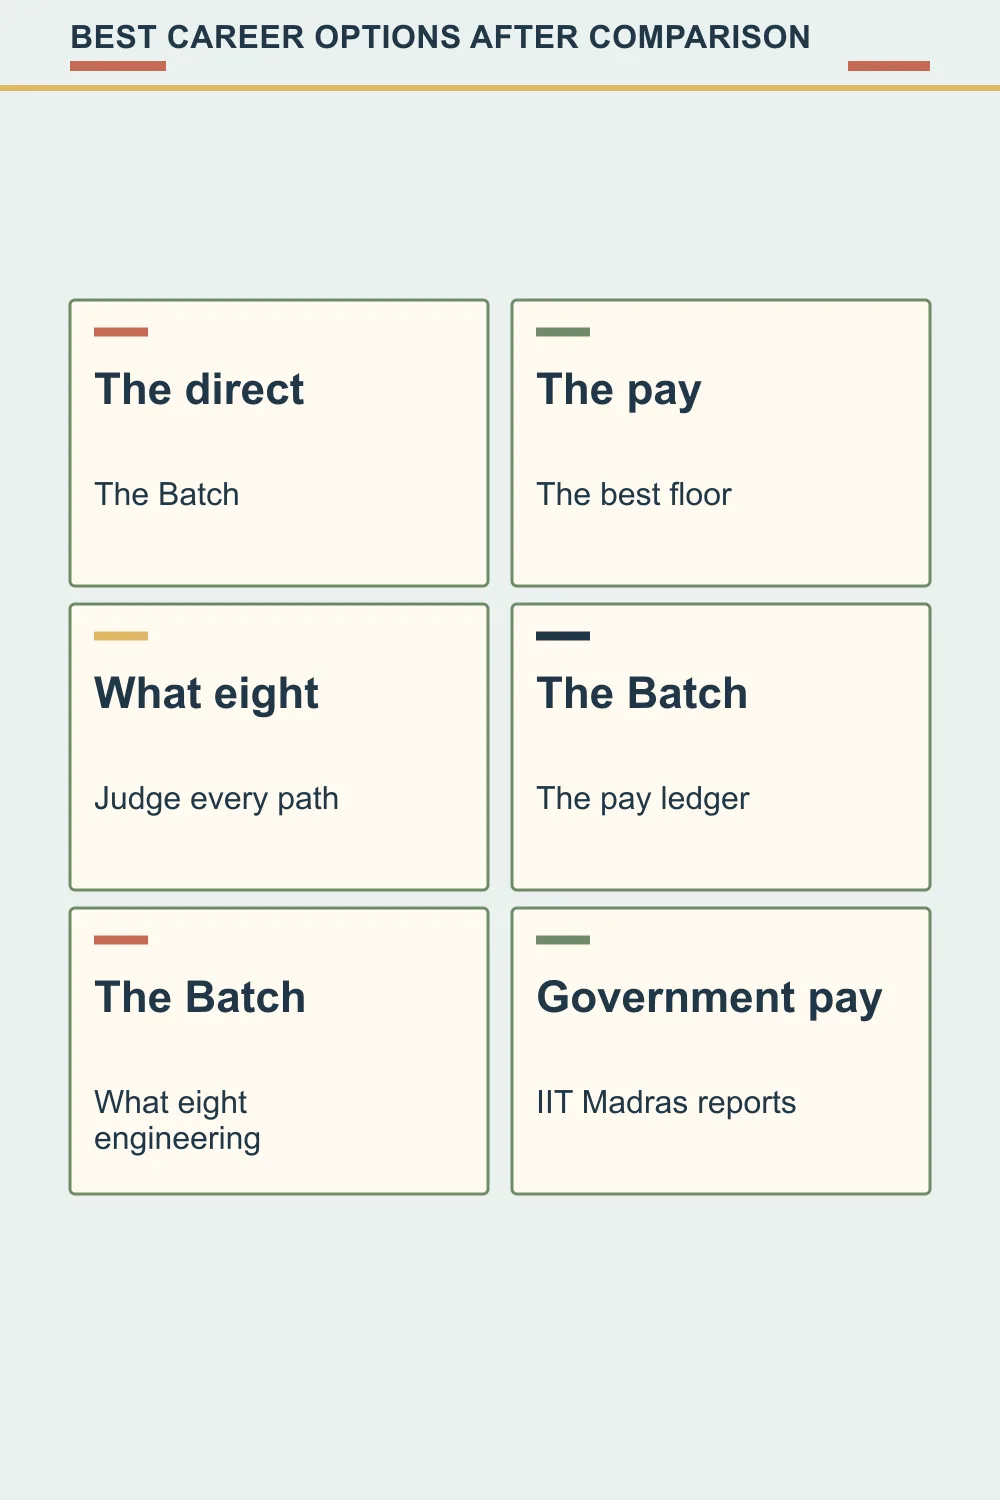 BEST CAREER OPTIONS AFTER COMPARISON
The direct
The Batch
The pay
The best floor
What eight
Judge every path
The Batch
The pay ledger
The Batch
What eight
engineering
Government pay
IIT Madras reports